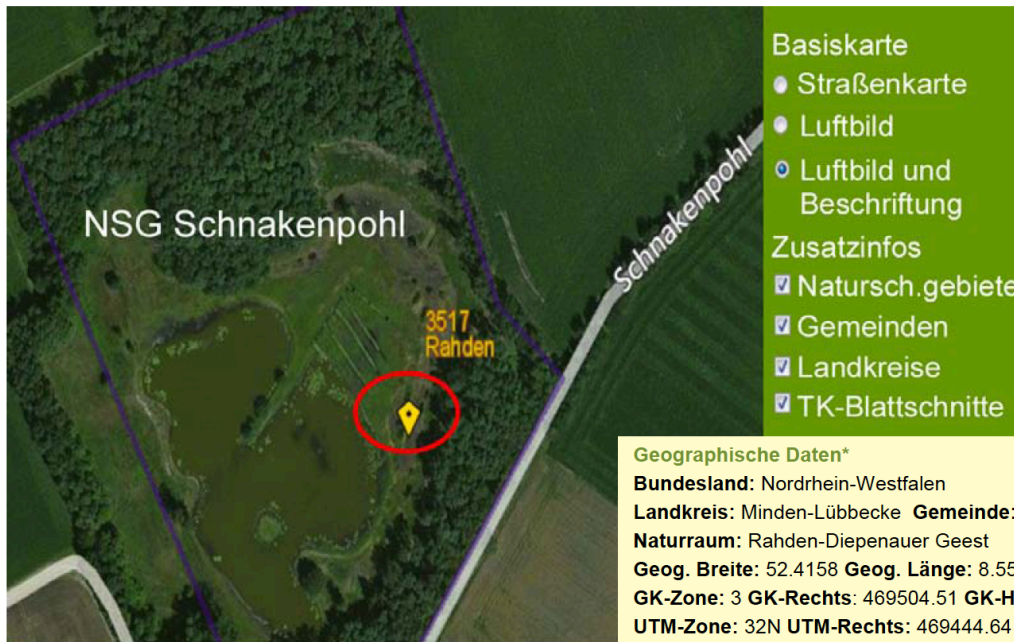 NSG Schnakenpohl
3517
Rahden
Schnakenpohl
Basiskarte
Straßenkarte
Luftbild
Luftbild und
Beschriftung
Zusatzinfos
Natursch.gebiete
Gemeinden
Landkreise
TK-Blattschnitte
Geographische Daten*
Bundesland: Nordrhein-Westfalen
Landkreis: Minden-Lübbecke Gemeinde:
Naturraum: Rahden-Diepenauer Geest
Geog. Breite: 52.4158 Geog. Länge: 8.55
GK-Zone: 3 GK-Rechts: 469504.51 GK-H
UTM-Zone: 32N UTM-Rechts: 469444.64